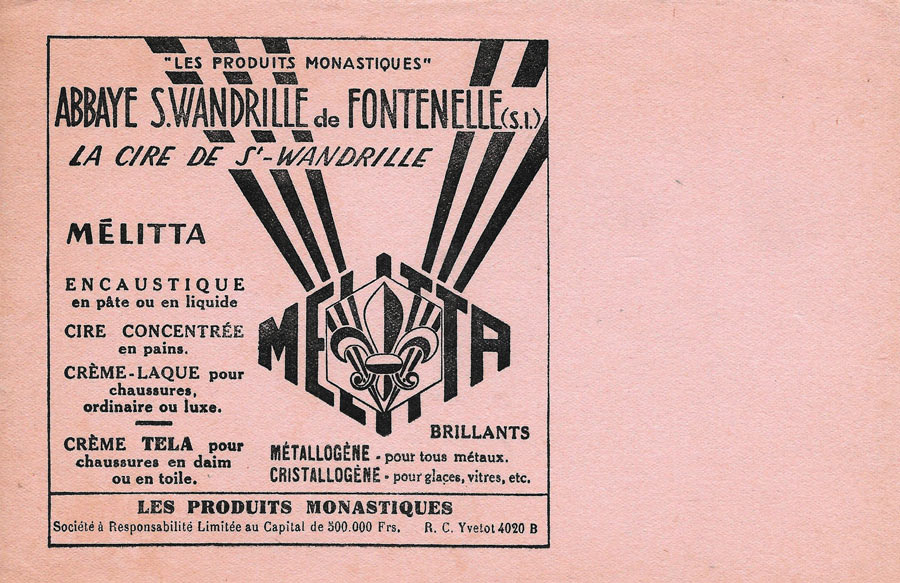 "LES PRODUITS MONASTIQUES"
ABBAYE S.WANDRILLE de FONTENELLE (S.I.)
LA CIRE DE St-WANDRILLE
MÉLITTA
ENCAUSTIQUE
en pâte ou en liquide
CIRE CONCENTRÉE
en pains.
CRÈME-LAQUE pour
chaussures,
ordinaire ou luxe.
CRÈME TELA pour
chaussures en daim
ou en toile.
MELITTA
BRILLANTS
MÉTALLOGÈNE - pour tous métaux.
CRISTALLOGÈNE - pour glaces, vitres, etc.
LES PRODUITS MONASTIQUES
Société à Responsabilité Limitée au Capital de 500.000 Frs. R. C. Yvetot 4020 B